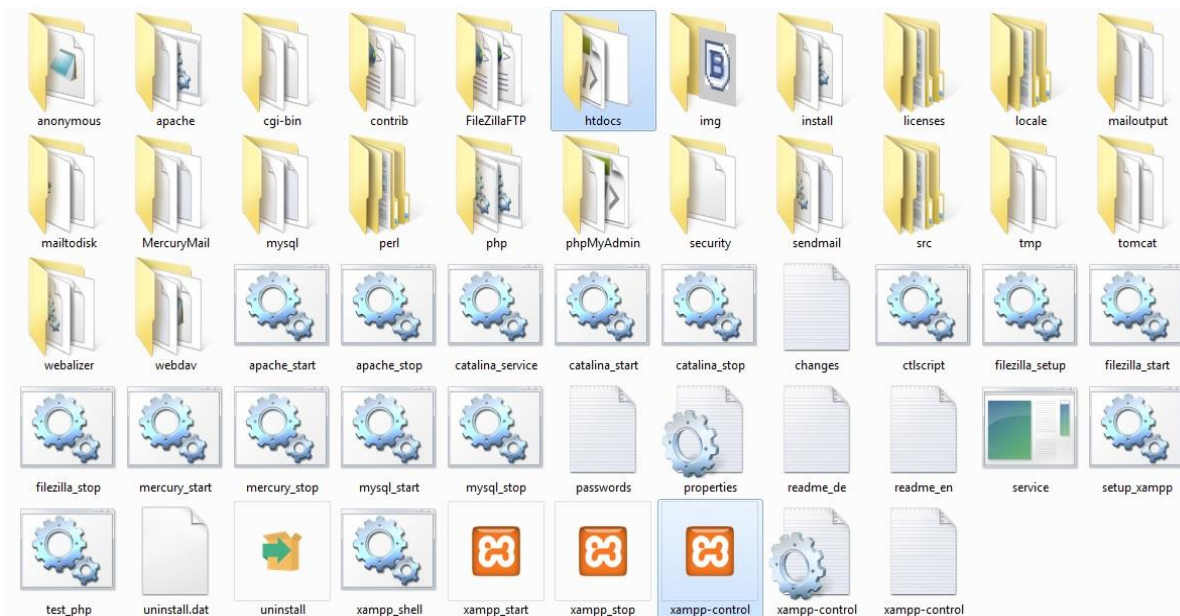 anonymous apache cgi-bin contrib FileZillaFTP htdocs img install licenses locale mailoutput
mailtodisk MercuryMail mysql perl php phpMyAdmin security sendmail src tmp tomcat
webalizer webdav apache_start apache_stop catalina_service catalina_start catalina_stop changes ctlscript filezilla_setup filezilla_start
filezilla_stop mercury_start mercury_stop mysql_start mysql_stop passwords properties readme_de readme_en service setup_xampp
test_php uninstall.dat uninstall xampp_shell xampp_start xampp_stop xampp-control xampp-control xampp-control